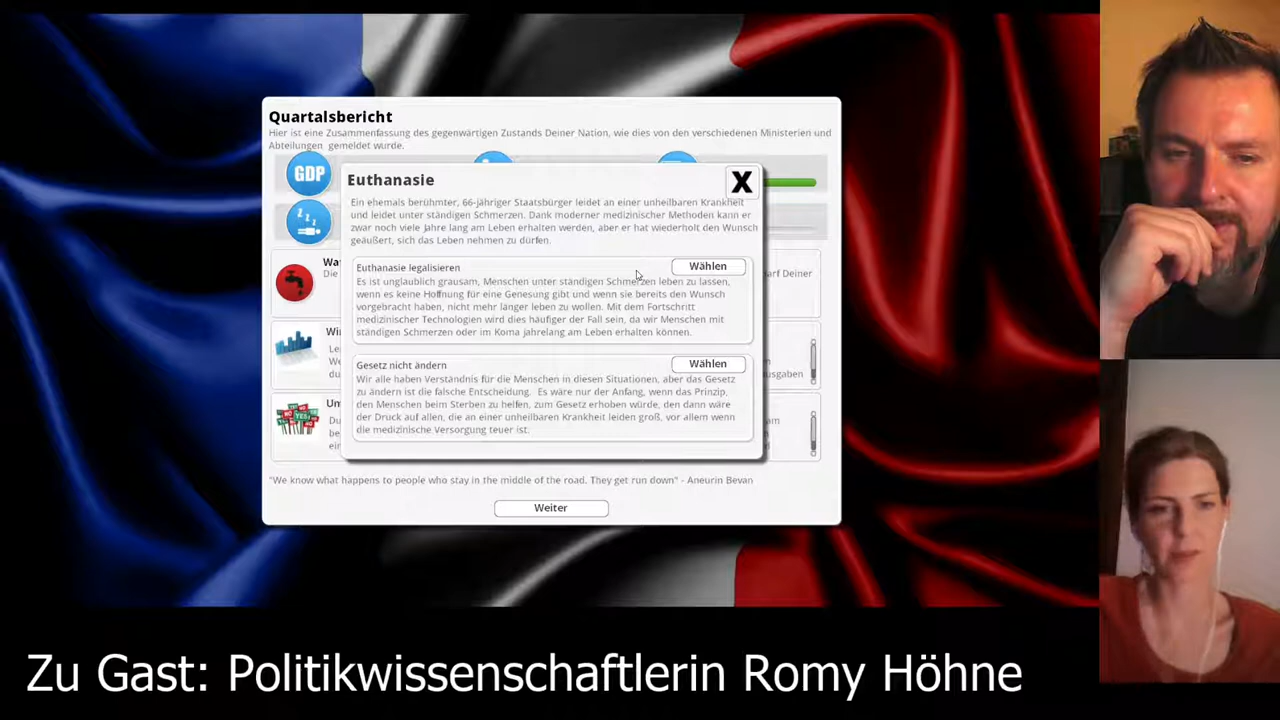 Quartalsbericht
Hier ist eine Zusammenfassung des gegenwärtigen Zustands Deiner Nation, wie dies von den verschiedenen Ministerien und
Abteilungen gemeldet wurde.
GDP
Euthanasie
X
Ein ehemals berühmter, 66-jähriger Staatsbürger leidet an einer unheilbaren Krankheit
und leidet unter ständigen Schmerzen. Dank moderner medizinischer Methoden kann er
zwar noch viele Jahre lang am Leben erhalten werden, aber er hat wiederholt den Wunsch
geäußert, sich das Leben nehmen zu dürfen.
Euthanasie legalisieren
Wählen
Es ist unglaublich grausam, Menschen unter ständigen Schmerzen leben zu lassen,
wenn es keine Hoffnung für eine Genesung gibt und wenn sie bereits den Wunsch
vorgebracht haben, nicht mehr länger leben zu wollen. Mit dem Fortschritt
medizinischer Technologien wird dies häufiger der Fall sein, da wir Menschen mit
ständigen Schmerzen oder im Koma jahrelang am Leben erhalten können.
Gesetz nicht ändern
Wählen
Wir alle haben Verständnis für die Menschen in diesen Situationen, aber das Gesetz
zu ändern ist die falsche Entscheidung. Es wäre nur der Anfang, wenn das Prinzip,
den Menschen beim Sterben zu helfen, zum Gesetz erhoben würde, den dann wäre
der Druck auf allen, die an einer unheilbaren Krankheit leiden groß, vor allem wenn
die medizinische Versorgung teuer ist.
"We know what happens to people who stay in the middle of the road. They get run down" - Aneurin Bevan
Weiter
Zu Gast: Politikwissenschaftlerin Romy Höhne